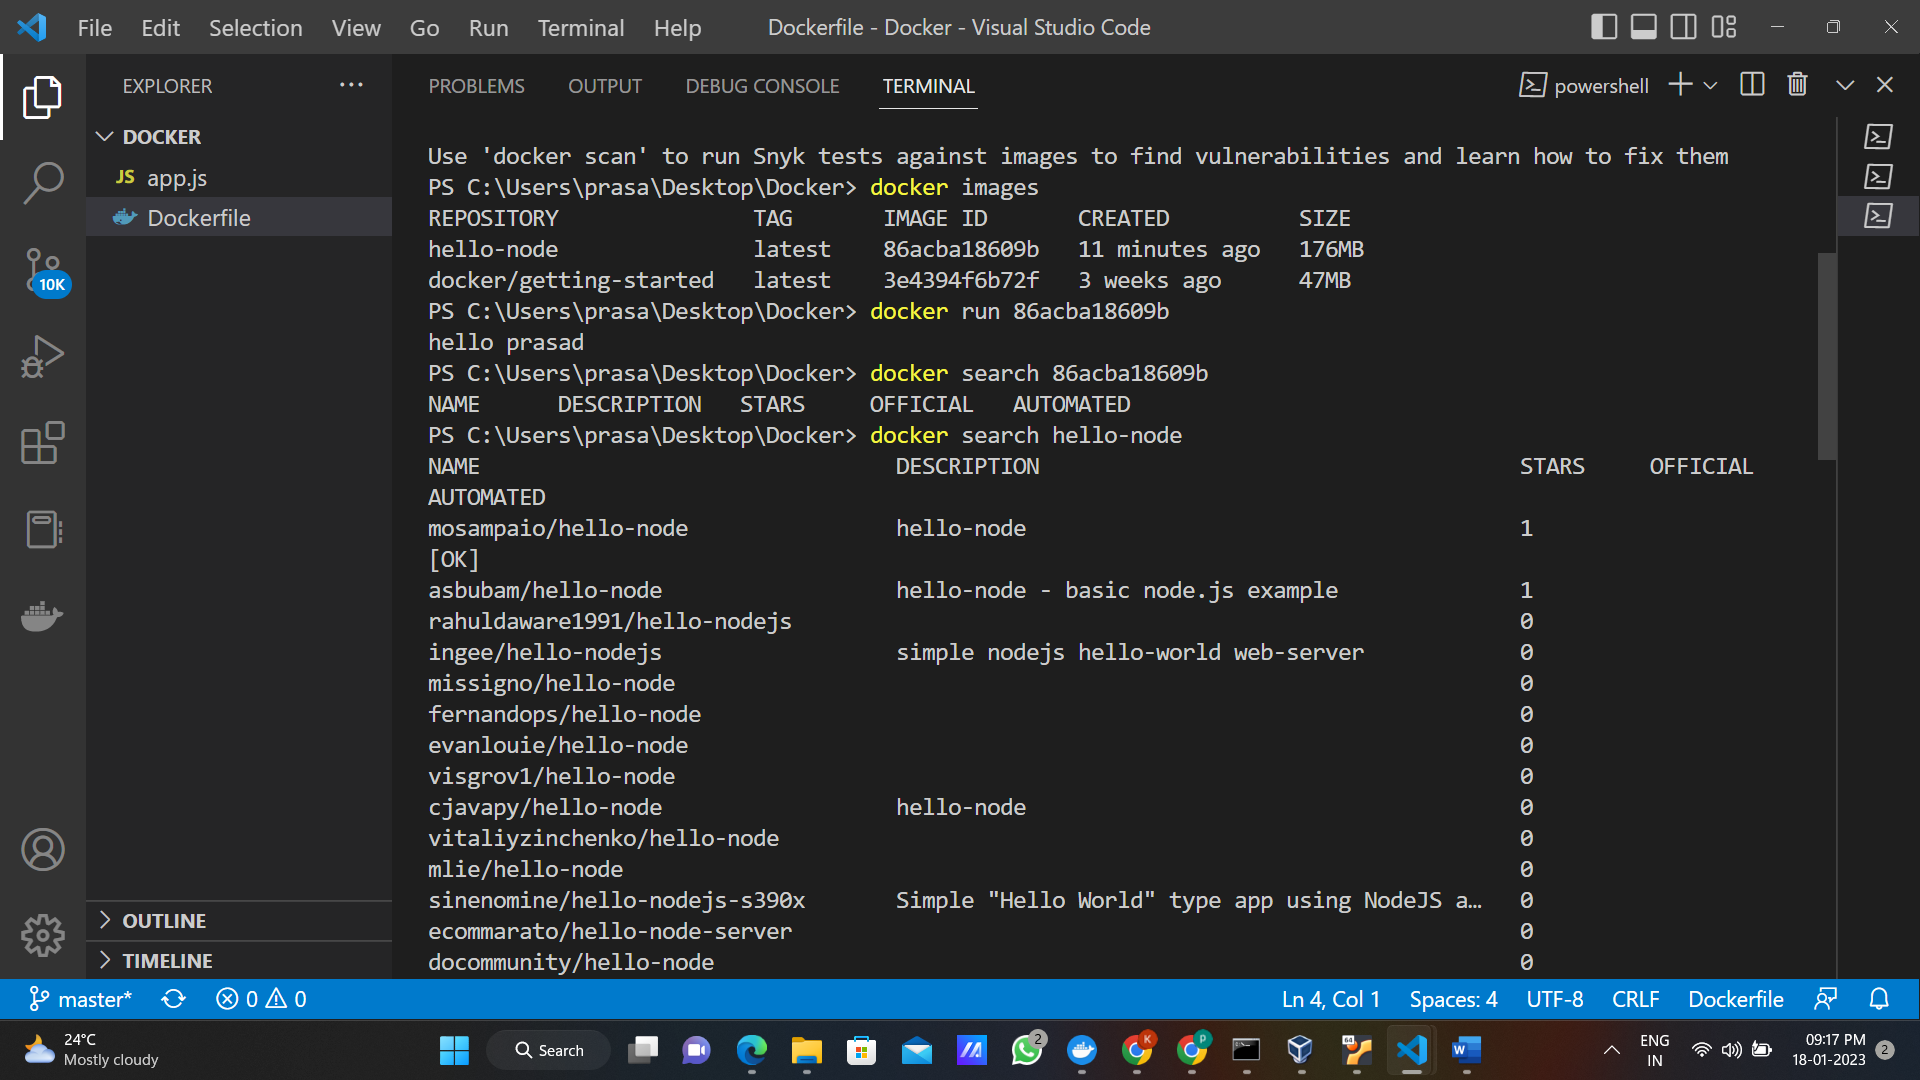 File Edit Selection View Go Run Terminal Help Dockerfile - Docker - Visual Studio Code
EXPLORER
PROBLEMS OUTPUT DEBUG CONSOLE TERMINAL powershell
DOCKER
JS app.js
Dockerfile
10K
Use 'docker scan' to run Snyk tests against images to find vulnerabilities and learn how to fix them
PS C:\Users\prasa\Desktop\Docker> docker images
REPOSITORY TAG IMAGE ID CREATED SIZE
hello-node latest 86acba18609b 11 minutes ago 176MB
docker/getting-started latest 3e4394f6b72f 3 weeks ago 47MB
PS C:\Users\prasa\Desktop\Docker> docker run 86acba18609b
hello prasad
PS C:\Users\prasa\Desktop\Docker> docker search 86acba18609b
NAME DESCRIPTION STARS OFFICIAL AUTOMATED
PS C:\Users\prasa\Desktop\Docker> docker search hello-node
NAME DESCRIPTION STARS OFFICIAL
AUTOMATED
mosampaio/hello-node hello-node 1
[OK]
asbubam/hello-node hello-node - basic node.js example 1
rahuldaware1991/hello-nodejs 0
ingee/hello-nodejs simple nodejs hello-world web-server 0
missigno/hello-node 0
fernandops/hello-node 0
evanlouie/hello-node 0
visgrov1/hello-node 0
cjavapy/hello-node hello-node 0
vitaliyzinchenko/hello-node 0
mlie/hello-node 0
sinenomine/hello-nodejs-s390x Simple "Hello World" type app using NodeJS a… 0
ecommarato/hello-node-server 0
docommunity/hello-node 0
OUTLINE
TIMELINE
master* 0 0 Ln 4, Col 1 Spaces: 4 UTF-8 CRLF Dockerfile
24°C
Mostly cloudy
Search
2
K
P
64
W
ENG
IN
09:17 PM
18-01-2023
2